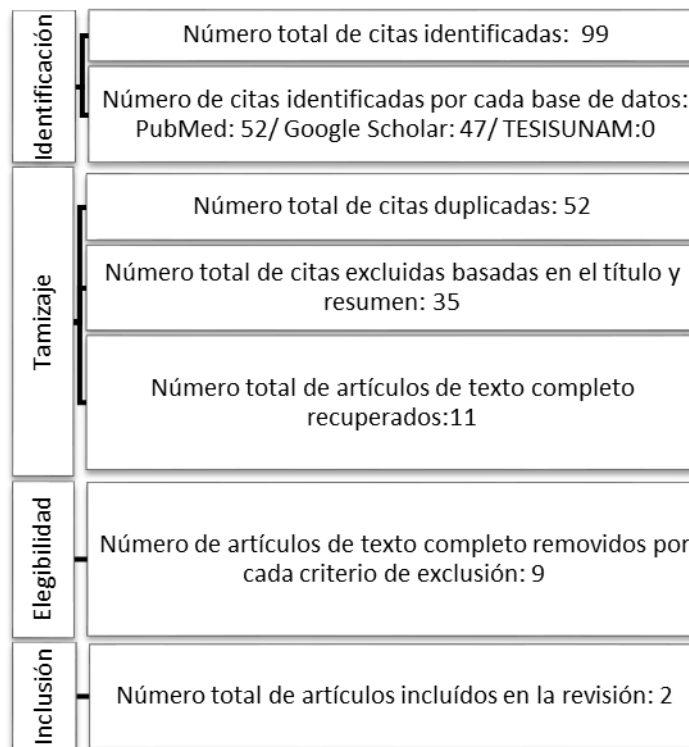 Identificación
Número total de citas identificadas:  99
Número de citas identificadas por cada base de datos:
PubMed: 52/ Google Scholar: 47/ TESISUNAM:0
Tamizaje
Número total de citas duplicadas: 52
Número total de citas excluidas basadas en el título y
resumen: 35
Número total de artículos de texto completo
recuperados:11
Elegibilidad
Número de artículos de texto completo removidos por
cada criterio de exclusión: 9
Inclusión
Número total de artículos incluídos en la revisión: 2